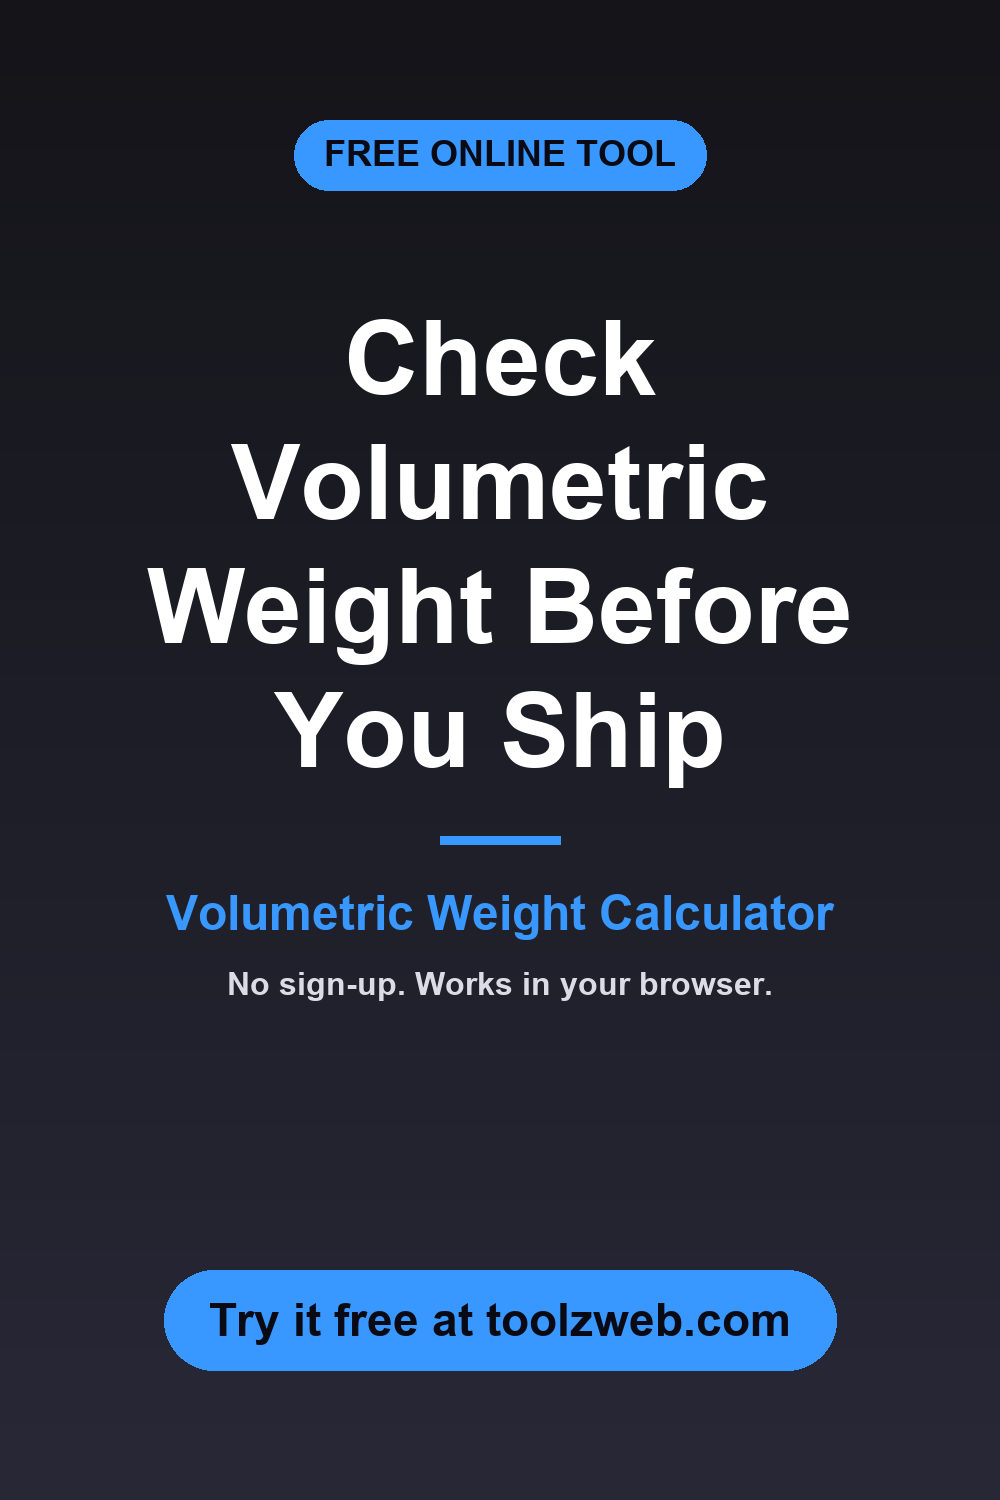 FREE ONLINE TOOL
Check
Volumetric
Weight Before
You Ship
Volumetric Weight Calculator
No sign-up. Works in your browser.
Try it free at toolzweb.com